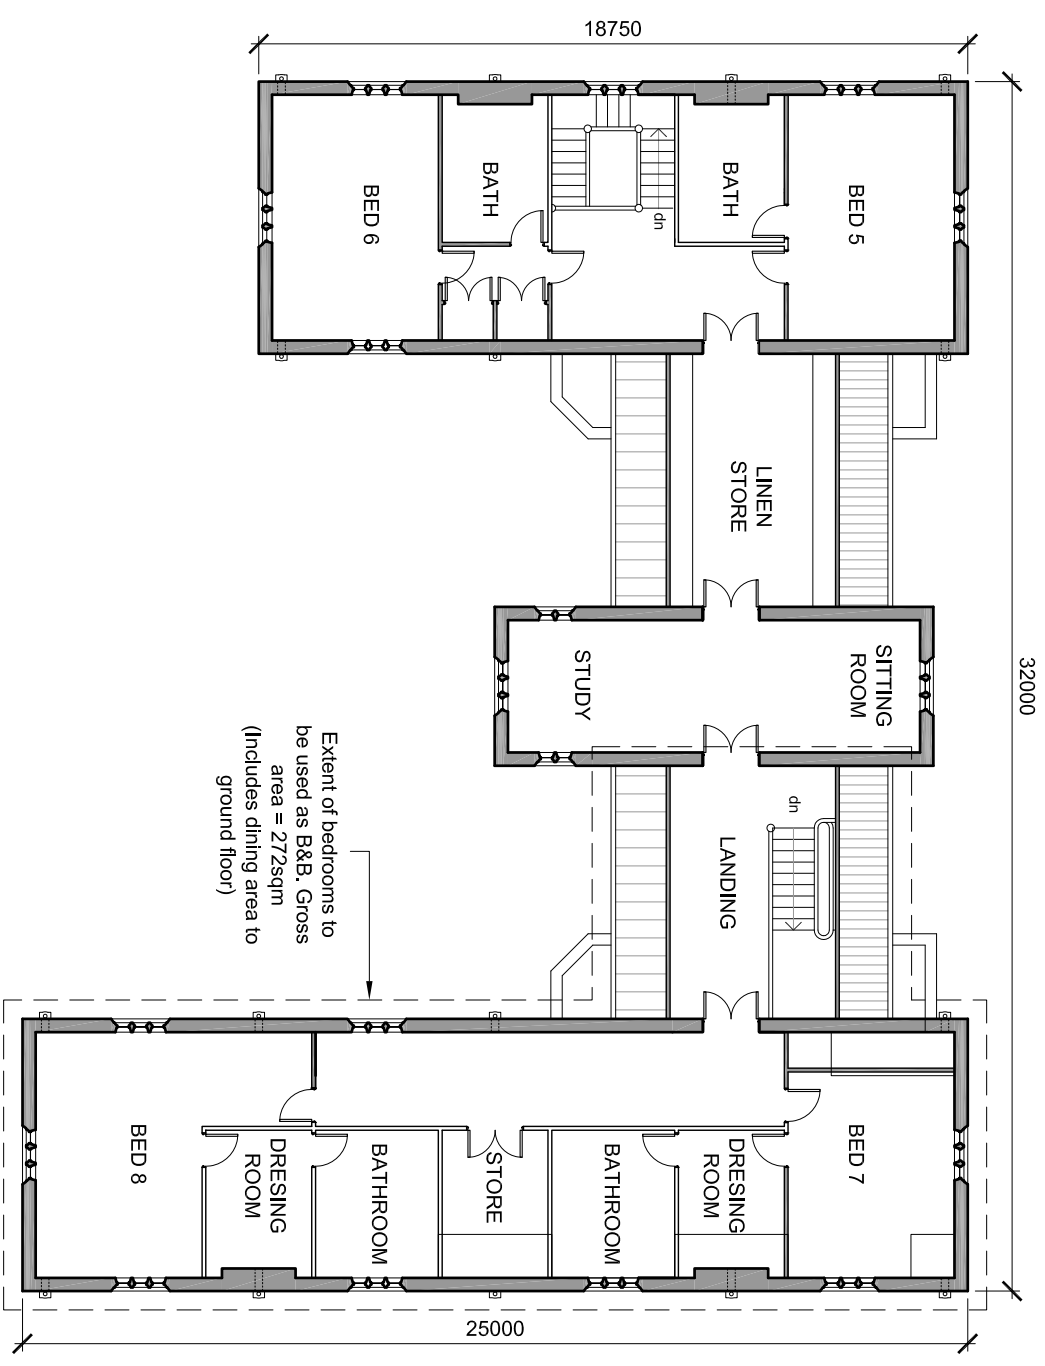 18750
BED 6
BATH
dn
BATH
BED 5
LINEN
STORE
32000
STUDY
SITTING
ROOM
Extent of bedrooms to
be used as B&B. Gross
area = 272sqm
(Includes dining area to
ground floor)
dn
LANDING
BED 8
DRESING
ROOM
BATHROOM
STORE
BATHROOM
DRESING
ROOM
BED 7
25000